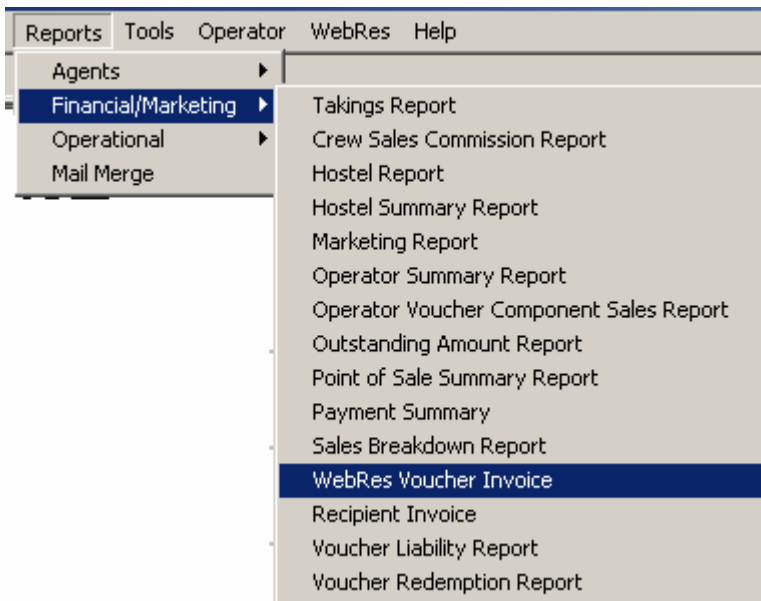 Reports Tools Operator WebRes Help
Agents
Financial/Marketing
Operational
Mail Merge
Takings Report
Crew Sales Commission Report
Hostel Report
Hostel Summary Report
Marketing Report
Operator Summary Report
Operator Voucher Component Sales Report
Outstanding Amount Report
Point of Sale Summary Report
Payment Summary
Sales Breakdown Report
WebRes Voucher Invoice
Recipient Invoice
Voucher Liability Report
Voucher Redemption Report